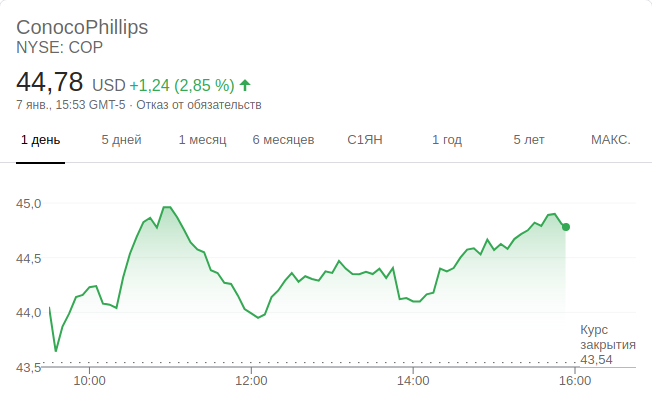 ConocoPhillips
NYSE: COP
44,78 USD +1,24 (2,85 %)
7 янв., 15:53 GMT-5 · Отказ от обязательств
1 день 5 дней 1 месяц 6 месяцев С1ЯН 1 год 5 лет МАКС.
45,0
44,5
44,0
43,5
Курс
закрытия
43,54
10:00 12:00 14:00 16:00